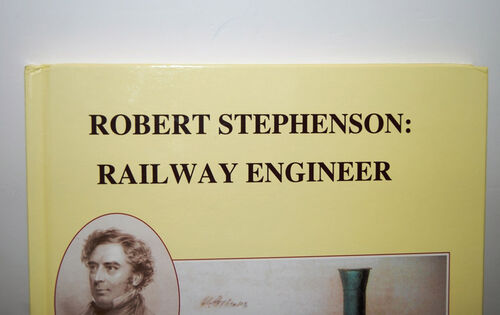 ROBERT STEPHENSON:
RAILWAY ENGINEER